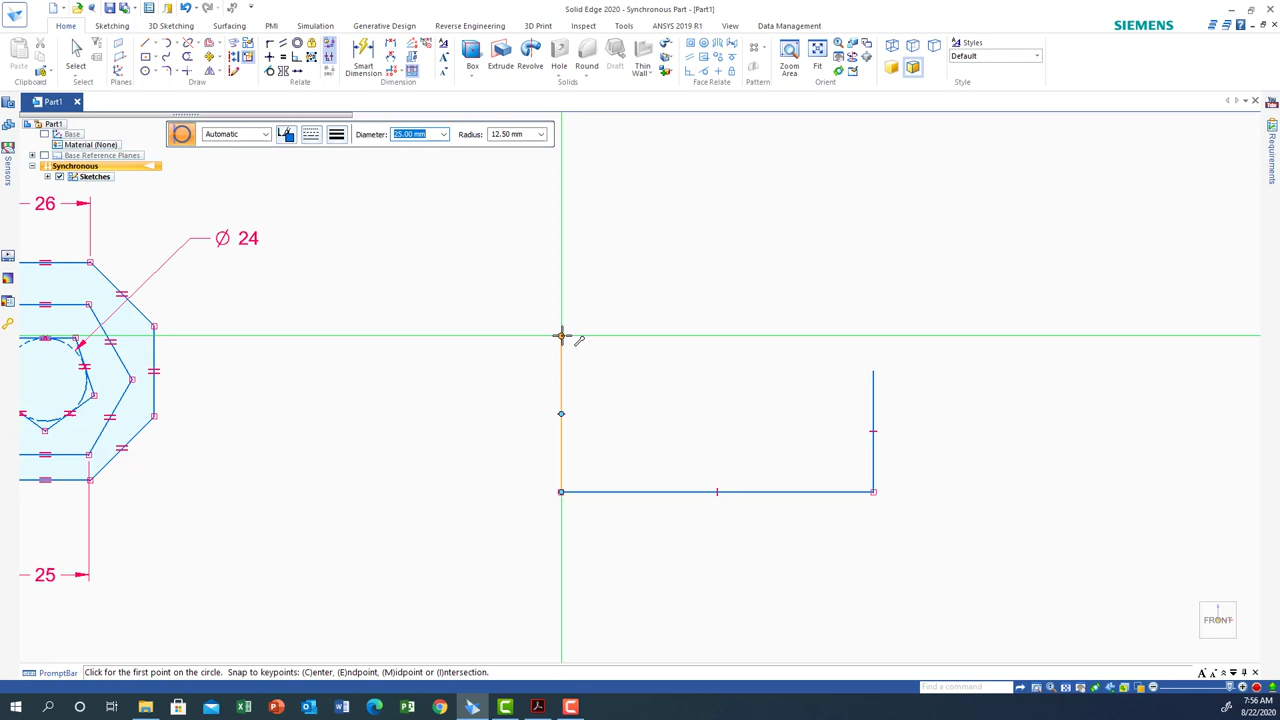 Solid Edge 2020 - Synchronous Part - [Part1]
Home Sketching 3D Sketching Surfacing PMI Simulation Generative Design Reverse Engineering 3D Print Inspect Tools ANSYS 2019 R1 View Data Management
SIEMENS
Paste Select Smart Dimension Box Extrude Revolve Hole Round Draft Thin Wall Zoom Area Fit Styles Default
Clipboard Select Planes Draw Relate Dimension Solids Face Relate Pattern Orient Style
Part1
Part1
Base
Material (None)
Base Reference Planes
Synchronous
Sketches
Automatic Diameter: 25.00 mm Radius: 12.50 mm
Sensors
Requirements
26
Ø 24
25
FRONT
PromptBar Click for the first point on the circle. Snap to keypoints: (C)enter, (E)ndpoint, (M)idpoint or (I)ntersection.
Find a command
7:56 AM
8/22/2020